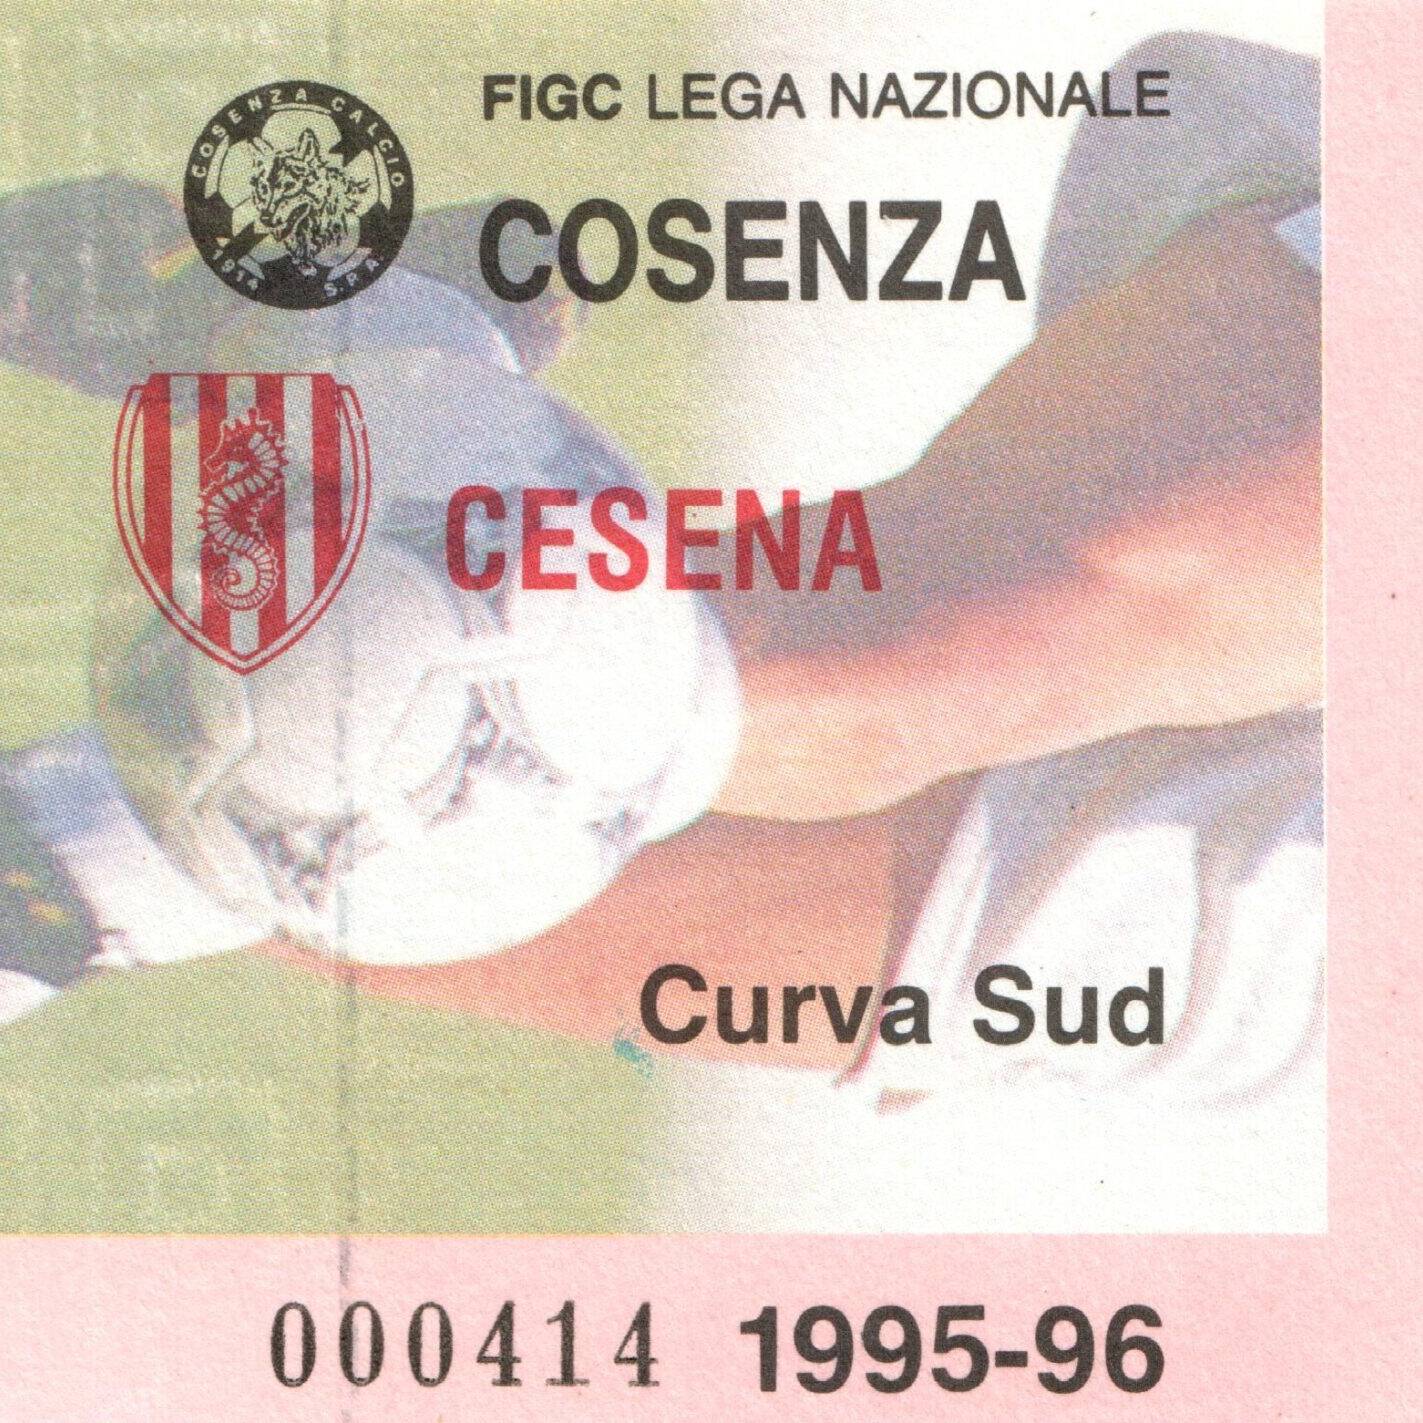 COSENZA CALCIO
1914 S.P.A.
FIGC LEGA NAZIONALE
COSENZA
CESENA
Curva Sud
000414 1995-96